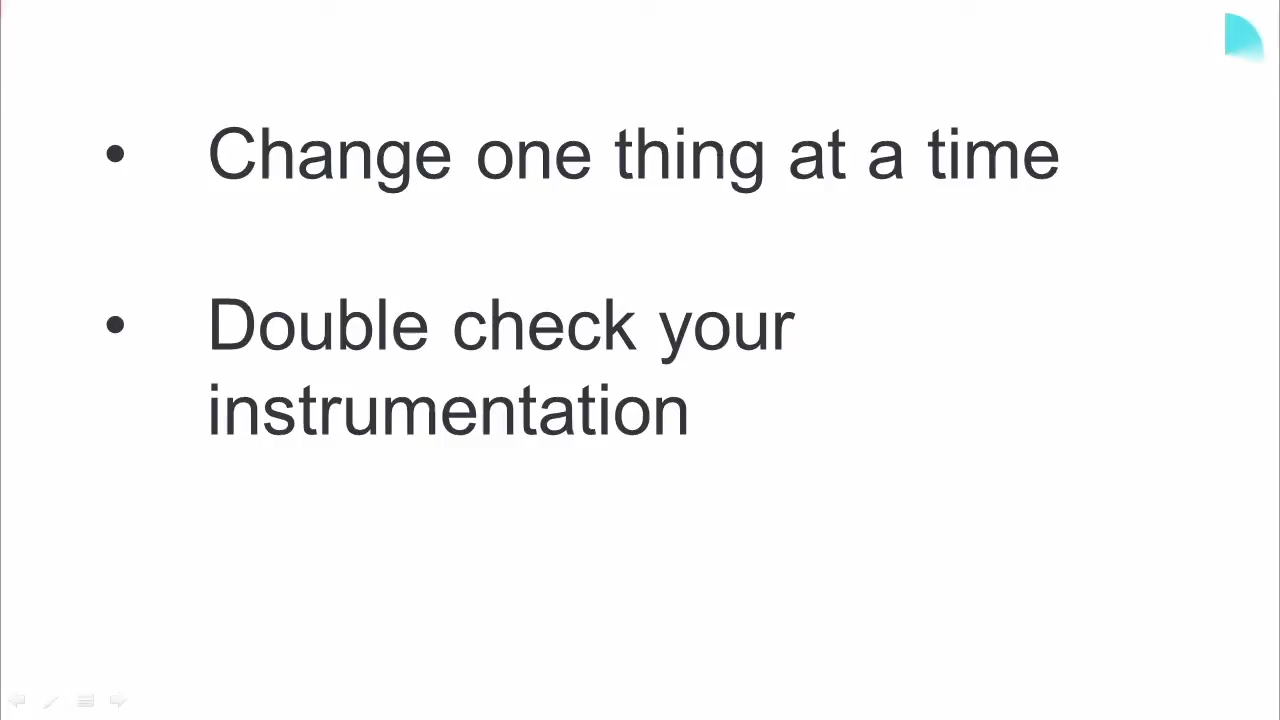 • Change one thing at a time
• Double check your
instrumentation